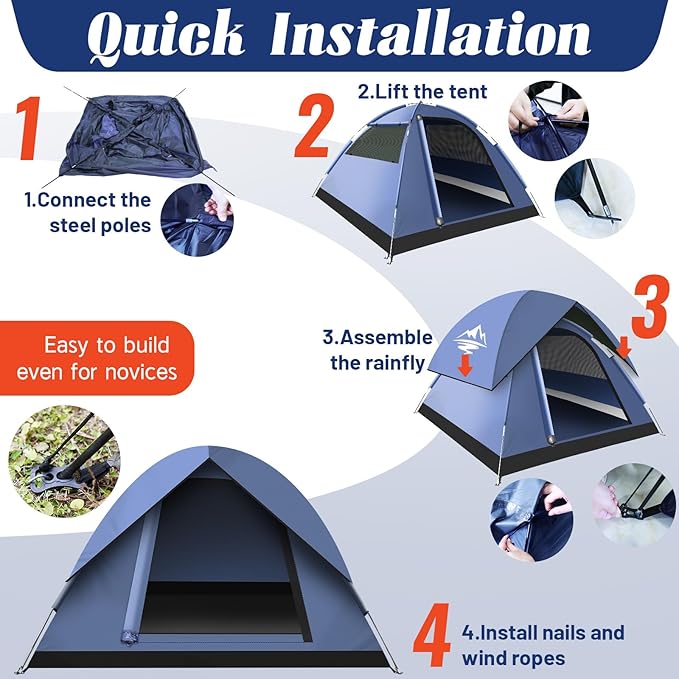 Quick Installation
1
1.Connect the
steel poles
2
2.Lift the tent
3
3.Assemble
the rainfly
Easy to build
even for novices
4
4.Install nails and
wind ropes